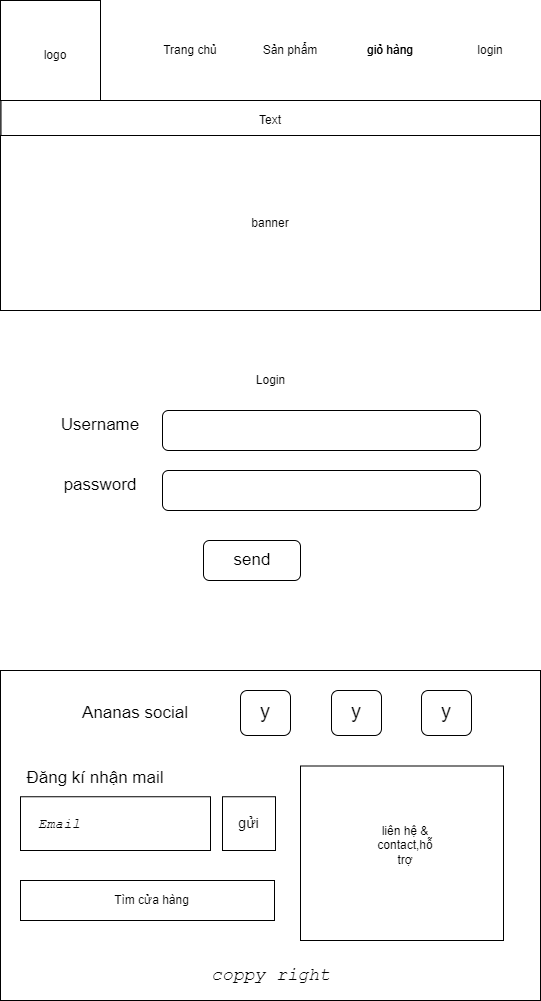 logo
Trang chủ
Sản phẩm
giỏ hàng
login
Text
banner
Login
Username
password
send
Ananas social
y
y
y
Đăng kí nhận mail
Email
gửi
liên hệ &
contact,hỗ
trợ
Tìm cửa hàng
coppy right